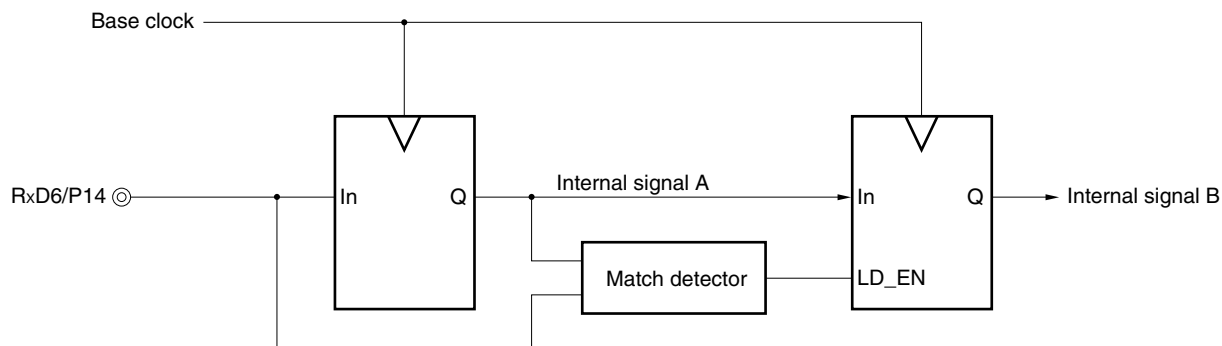 Base clock
RxD6/P14
In
Q
Internal signal A
In
Q
Internal signal B
Match detector
LD_EN